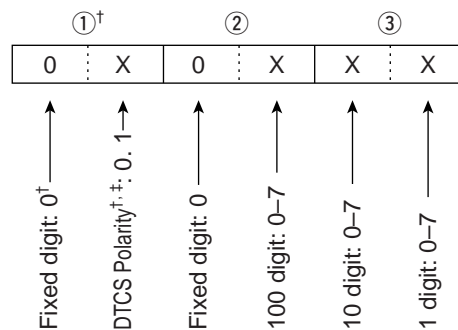 ①† ② ③
0 X 0 X X X
Fixed digit: 0†
DTCS Polarity†, ‡: 0. 1
Fixed digit: 0
100 digit: 0–7
10 digit: 0–7
1 digit: 0–7